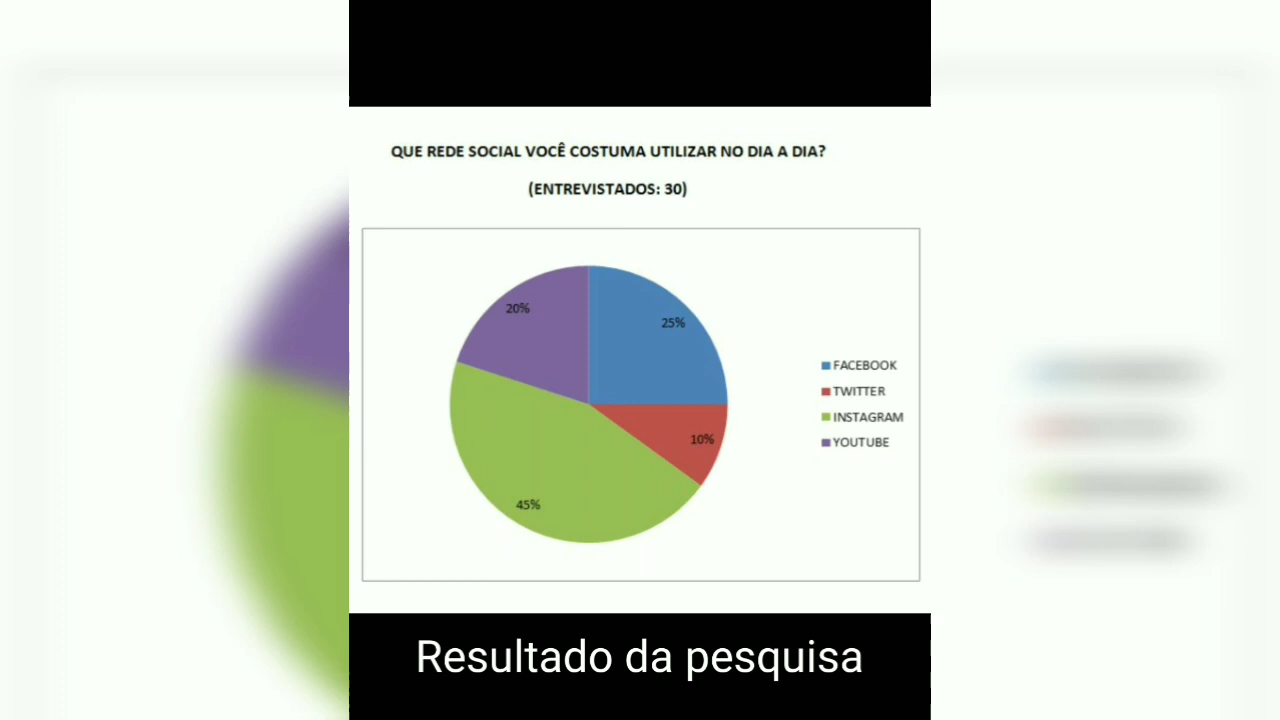 QUE REDE SOCIAL VOCÊ COSTUMA UTILIZAR NO DIA A DIA?
(ENTREVISTADOS: 30)
20%
25%
10%
45%
FACEBOOK
TWITTER
INSTAGRAM
YOUTUBE
Resultado da pesquisa